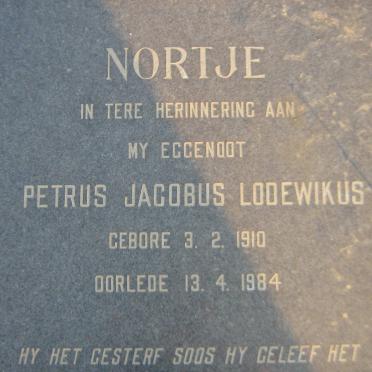 NORTJE
IN TERE HERINNERING AAN
MY EGGENOOT
PETRUS JACOBUS LODEWIKUS
GEBORE 3. 2. 1910
OORLEDE 13. 4. 1984
HY HET GESTERF SOOS HY GELEEF HET